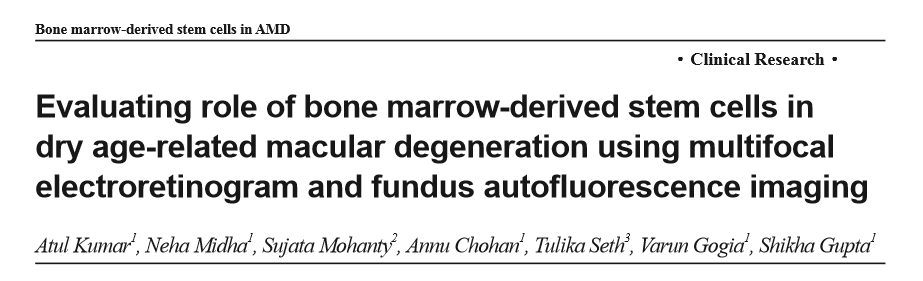 Bone marrow-derived stem cells in AMD
· Clinical Research ·
Evaluating role of bone marrow-derived stem cells in
dry age-related macular degeneration using multifocal
electroretinogram and fundus autofluorescence imaging
Atul Kumar¹, Neha Midha¹, Sujata Mohanty², Annu Chohan¹, Tulika Seth³, Varun Gogia¹, Shikha Gupta¹